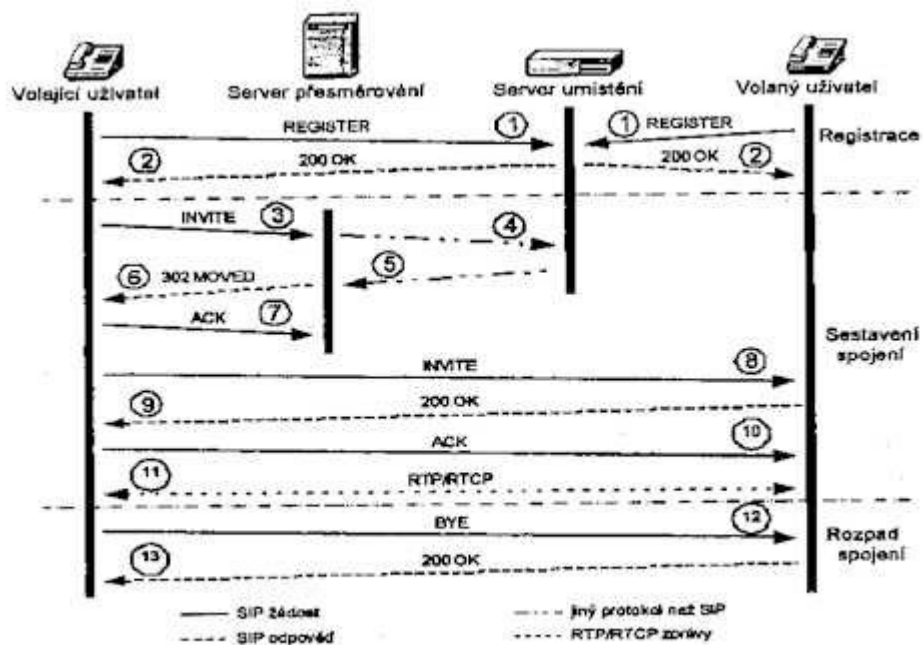 Volající uživatel
Server přesměrování
Server umístění
Volaný uživatel
REGISTER
1
1
REGISTER
Registrace
2
200 OK
200 OK
2
INVITE
3
4
5
6
302 MOVED
ACK
7
Sestavení
spojení
INVITE
8
9
200 OK
ACK
10
11
RTP/RTCP
BYE
12
Rozpad
spojení
13
200 OK
SIP žádost
jiný protokol než SIP
SIP odpověď
RTP/RTCP zprávy